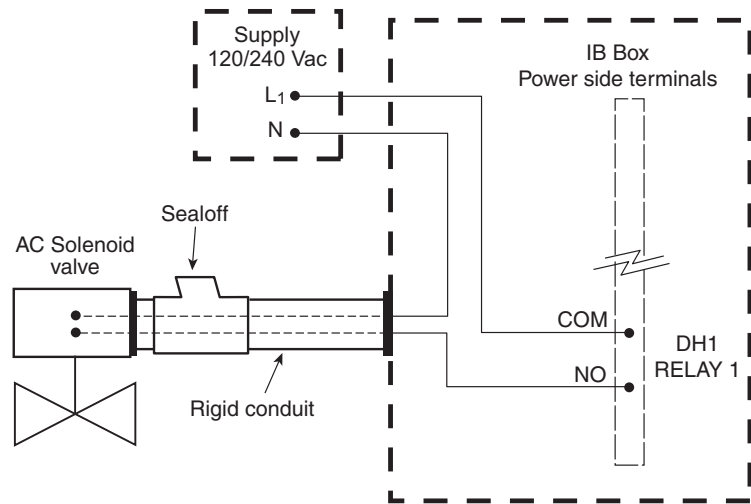 Supply
120/240 Vac
L1
N
IB Box
Power side terminals
Sealoff
AC Solenoid
valve
COM
DH1
RELAY 1
NO
Rigid conduit